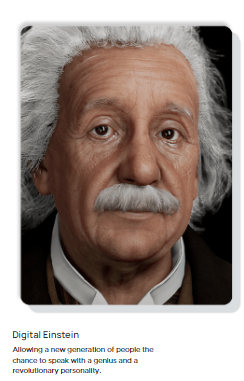 Digital Einstein
Allowing a new generation of people the
chance to speak with a genius and a
revolutionary personality.